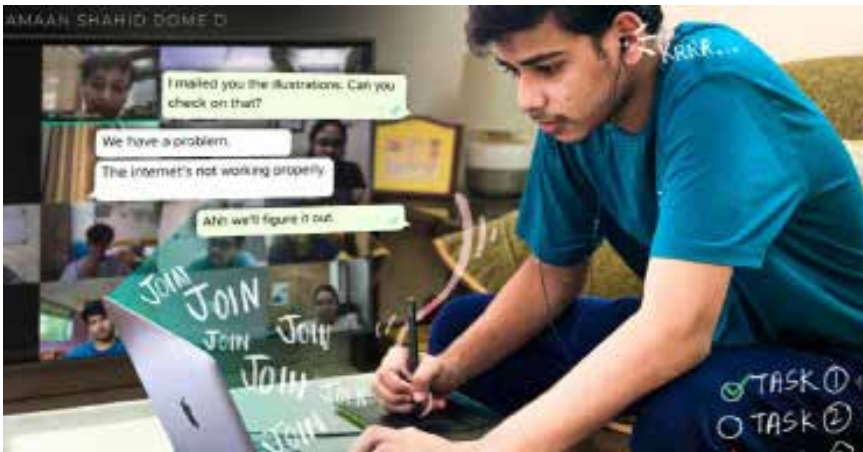 AMAAN SHAHID DOME D
I mailed you the illustrations. Can you
check on that?
We have a problem.
The internet's not working properly.
Ahh we'll figure it out.
KRRR...
JOIN
JOIN
JOIN
JOIN
JOIN
JOIN
JOIN
TASK 1
TASK 2